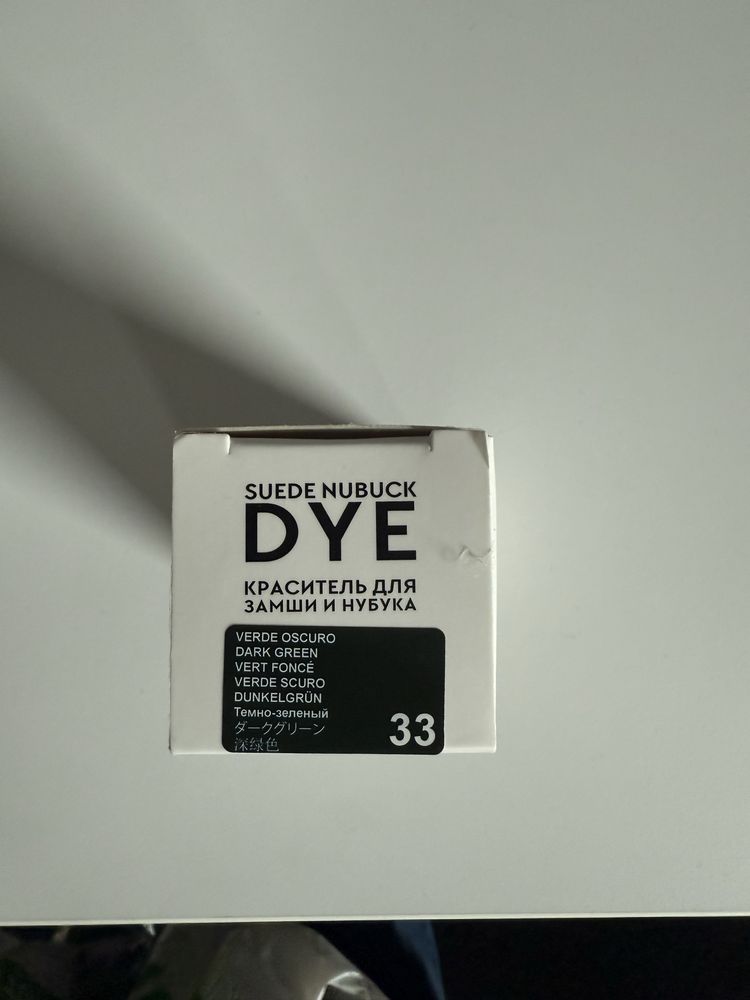 SUEDE NUBUCK
DYE
КРАСИТЕЛЬ ДЛЯ
ЗАМШИ И НУБУКА
VERDE OSCURO
DARK GREEN
VERT FONCÉ
VERDE SCURO
DUNKELGRÜN
Темно-зеленый
ダークグリーン
深绿色
33